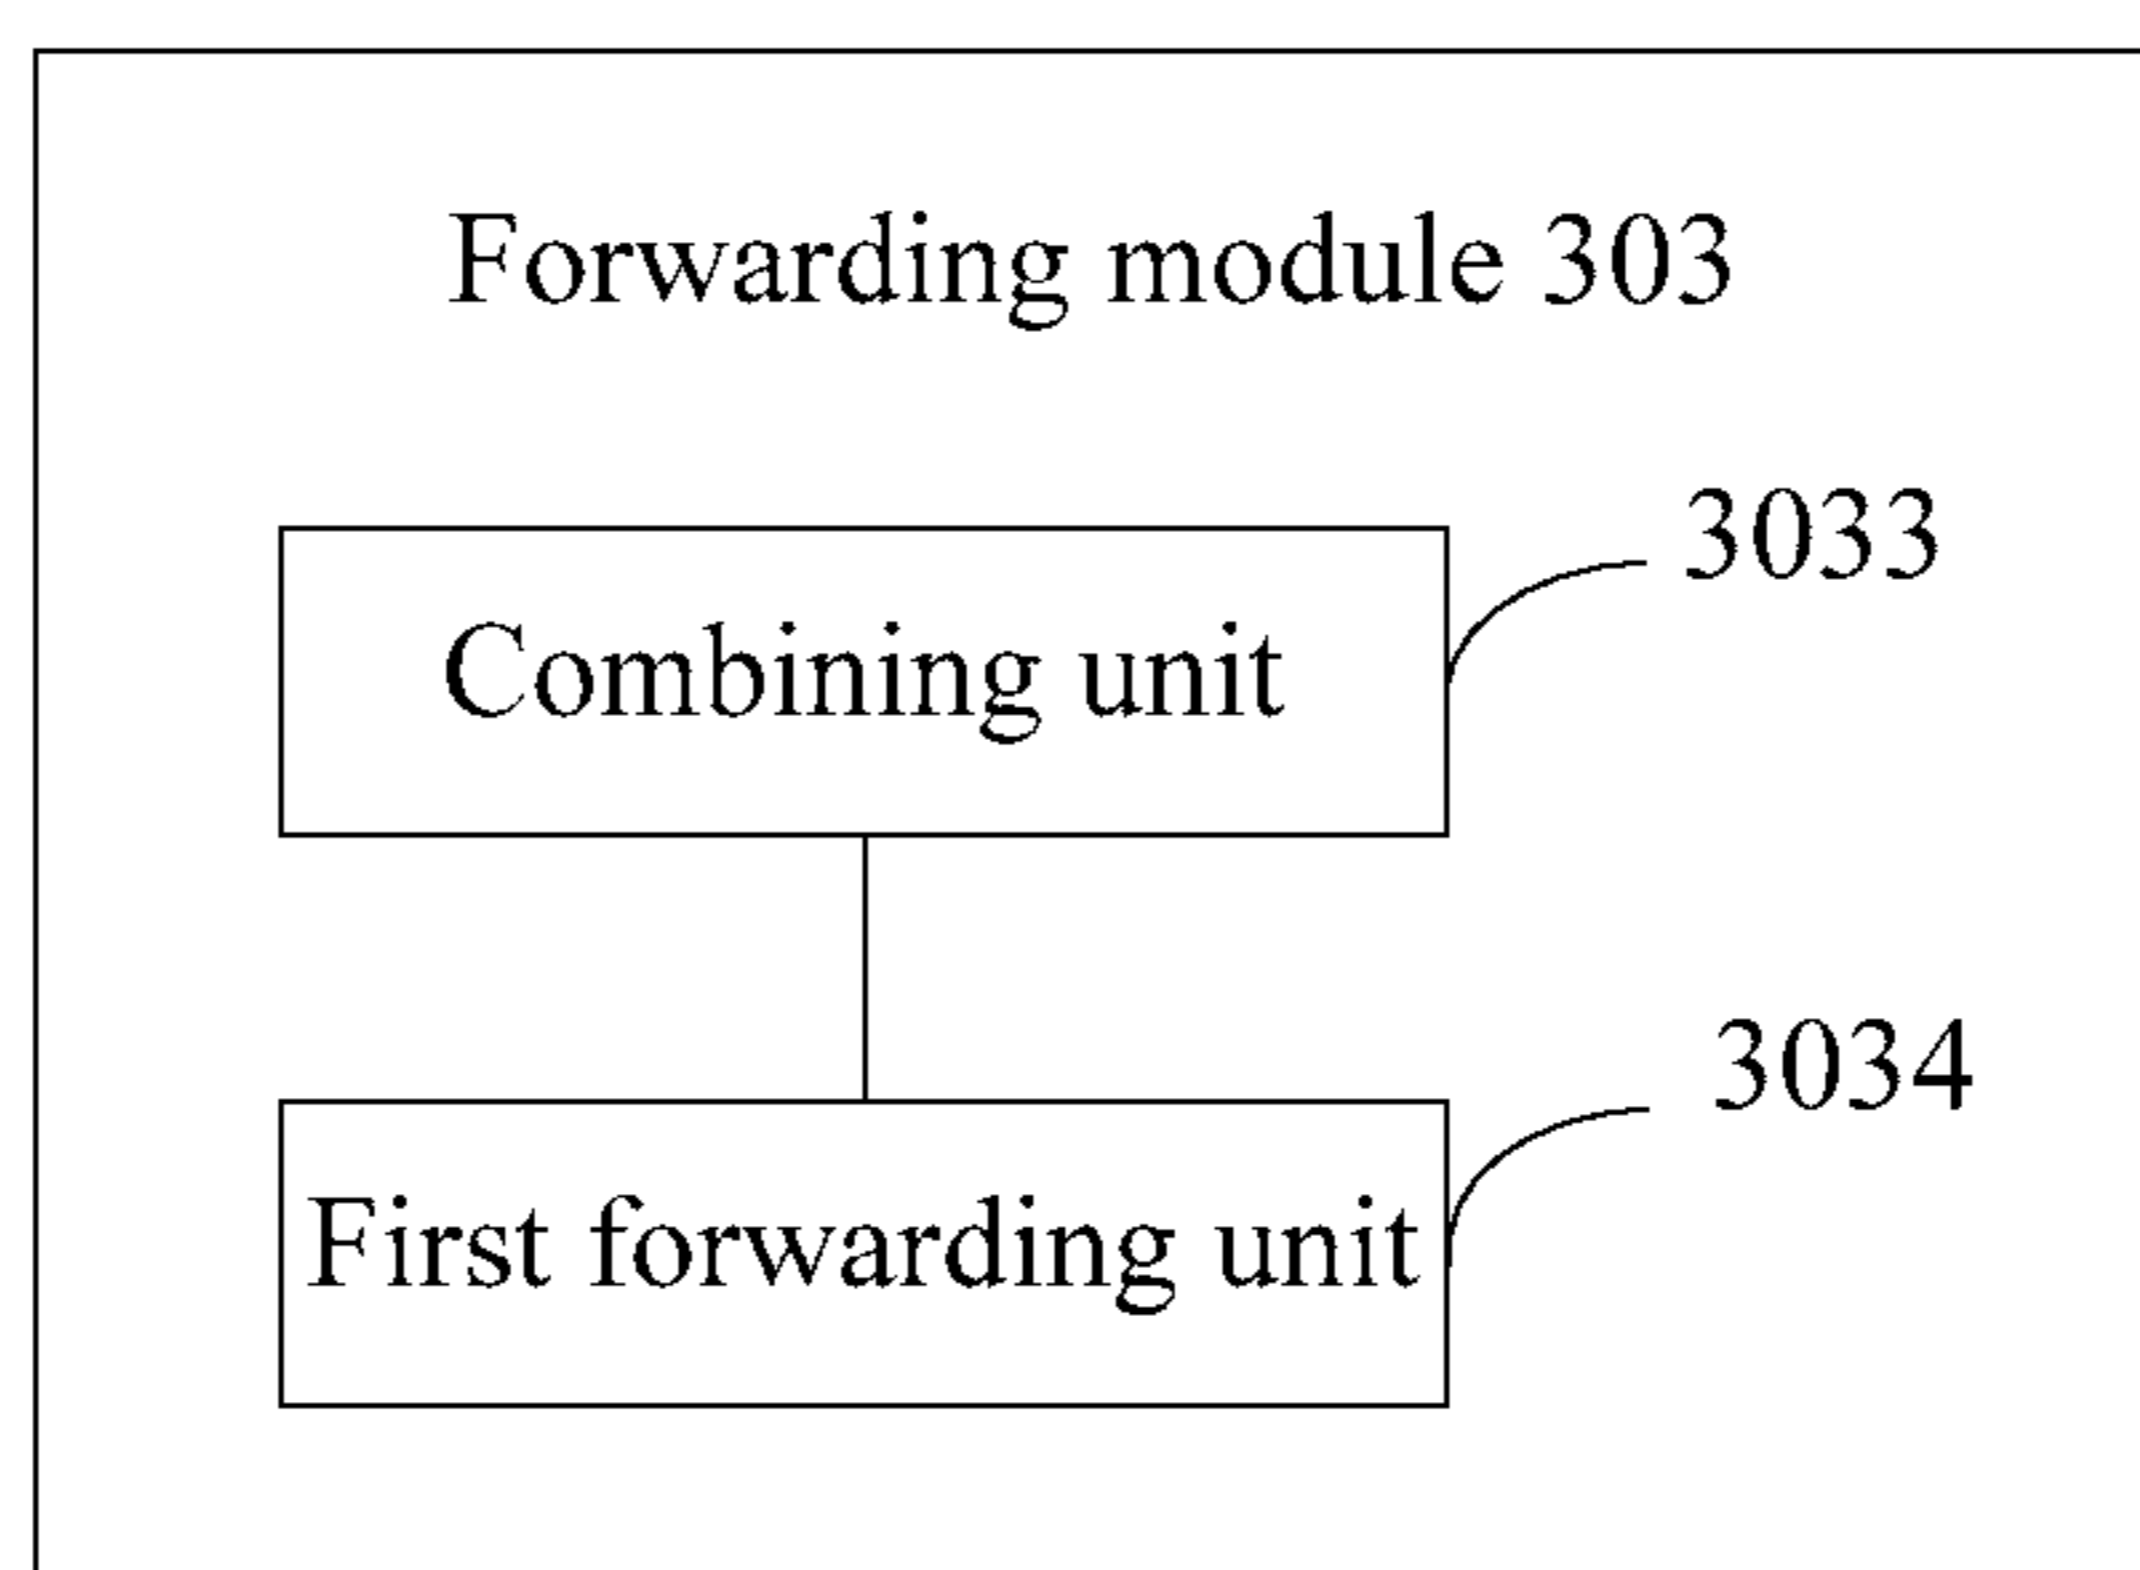 Forwarding module 303
3033
Combining unit
3034
First forwarding unit